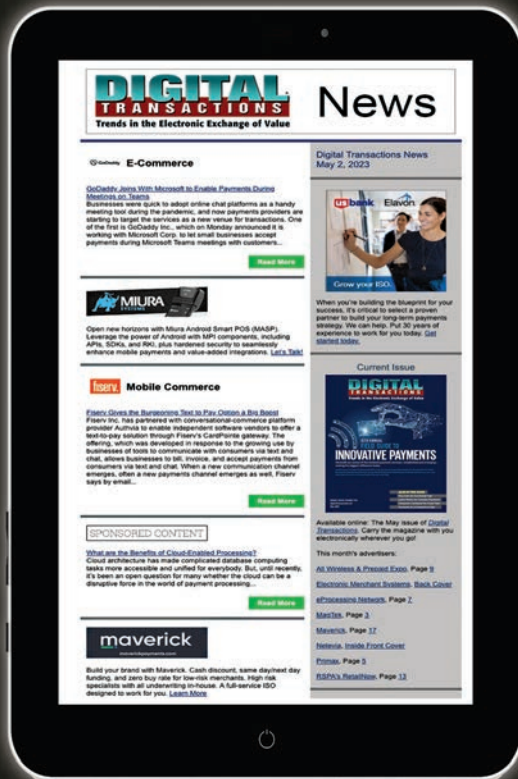 DIGITAL
TRANSACTIONS
Trends in the Electronic Exchange of Value
News
GoDaddy E-Commerce
GoDaddy Joins With Microsoft to Enable Payments During
Meetings on Teams
Businesses were quick to adopt online chat platforms as a handy
meeting tool during the pandemic, and now payments providers are
starting to target the services as a new venue for transactions. One
of the first is GoDaddy Inc., which on Monday announced it is
working with Microsoft Corp. to let small businesses accept
payments during Microsoft Teams meetings with customers...
Read More
MIURA
SYSTEMS
Open new horizons with Miura Android Smart POS (MASP).
Leverage the power of Android with MPI components, including
APIs, SDKs, and RKI, plus hardened security to seamlessly
enhance mobile payments and value-added integrations. Let's Talk!
fiserv. Mobile Commerce
Fiserv Gives the Burgeoning Text to Pay Option a Big Boost
Fiserv Inc. has partnered with conversational-commerce platform
provider Authvia to enable independent software vendors to offer a
text-to-pay solution through Fiserv's CardPointe gateway. The
offering, which was developed in response to the growing use by
businesses of tools to communicate with consumers via text and
chat, allows businesses to bill, invoice, and accept payments from
consumers via text and chat. When a new communication channel
emerges, often a new payments channel emerges as well, Fiserv
says by email...
Read More
SPONSORED CONTENT
What are the Benefits of Cloud-Enabled Processing?
Cloud architecture has made complicated database computing
tasks more accessible and unified for everybody. But, until recently,
it's been an open question for many whether the cloud can be a
disruptive force in the world of payment processing...
Read More
maverick
maverickpayments.com
Build your brand with Maverick. Cash discount, same day/next day
funding, and zero buy rate for low-risk merchants. High risk
specialists with all underwriting in-house. A full-service ISO
designed to work for you. Learn More
Digital Transactions News
May 2, 2023
us bank Elavon
Grow your ISO.
When you're building the blueprint for your
success, it's critical to select a proven
partner to build your long-term payments
strategy. We can help. Put 30 years of
experience to work for you today. Get
started today.
Current Issue
DIGITAL
TRANSACTIONS
Trends in the Electronic Exchange of Value
FIELD GUIDE TO
INNOVATIVE PAYMENTS
Available online: The May issue of Digital
Transactions. Carry the magazine with you
electronically wherever you go!
This month's advertisers:
All Wireless & Prepaid Expo, Page 9
Electronic Merchant Systems, Back Cover
eProcessing Network, Page 7
MagTek, Page 3
Maverick, Page 17
Netevia, Inside Front Cover
Primax, Page 5
RSPA's RetailNow, Page 13